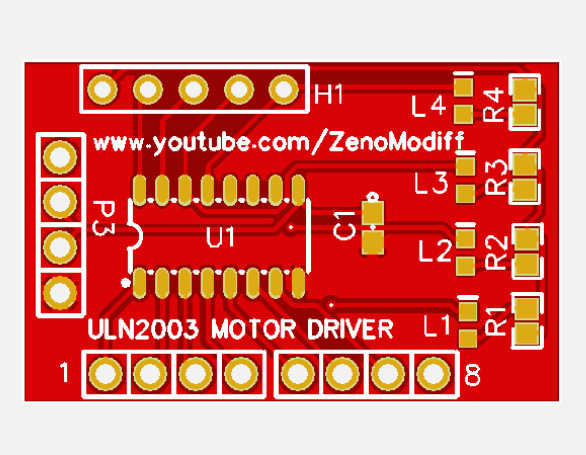 H1
L4 R4
www.youtube.com/ZenoModiff
P3
L3 R3
U1
C1
L2 R2
ULN2003 MOTOR DRIVER
L1 R1
1
8